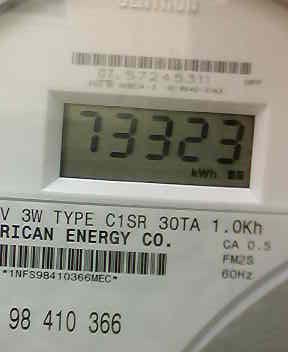 CENTRON
73323
kWh
V 3W TYPE C1SR 30TA 1.0Kh
RICAN ENERGY CO.
CA 0.5
FM2S
60Hz
*1NFS98410366MEC*
98 410 366